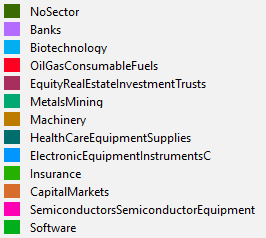 NoSector
Banks
Biotechnology
OilGasConsumableFuels
EquityRealEstateInvestmentTrusts
MetalsMining
Machinery
HealthCareEquipmentSupplies
ElectronicEquipmentInstrumentsC
Insurance
CapitalMarkets
SemiconductorsSemiconductorEquipment
Software